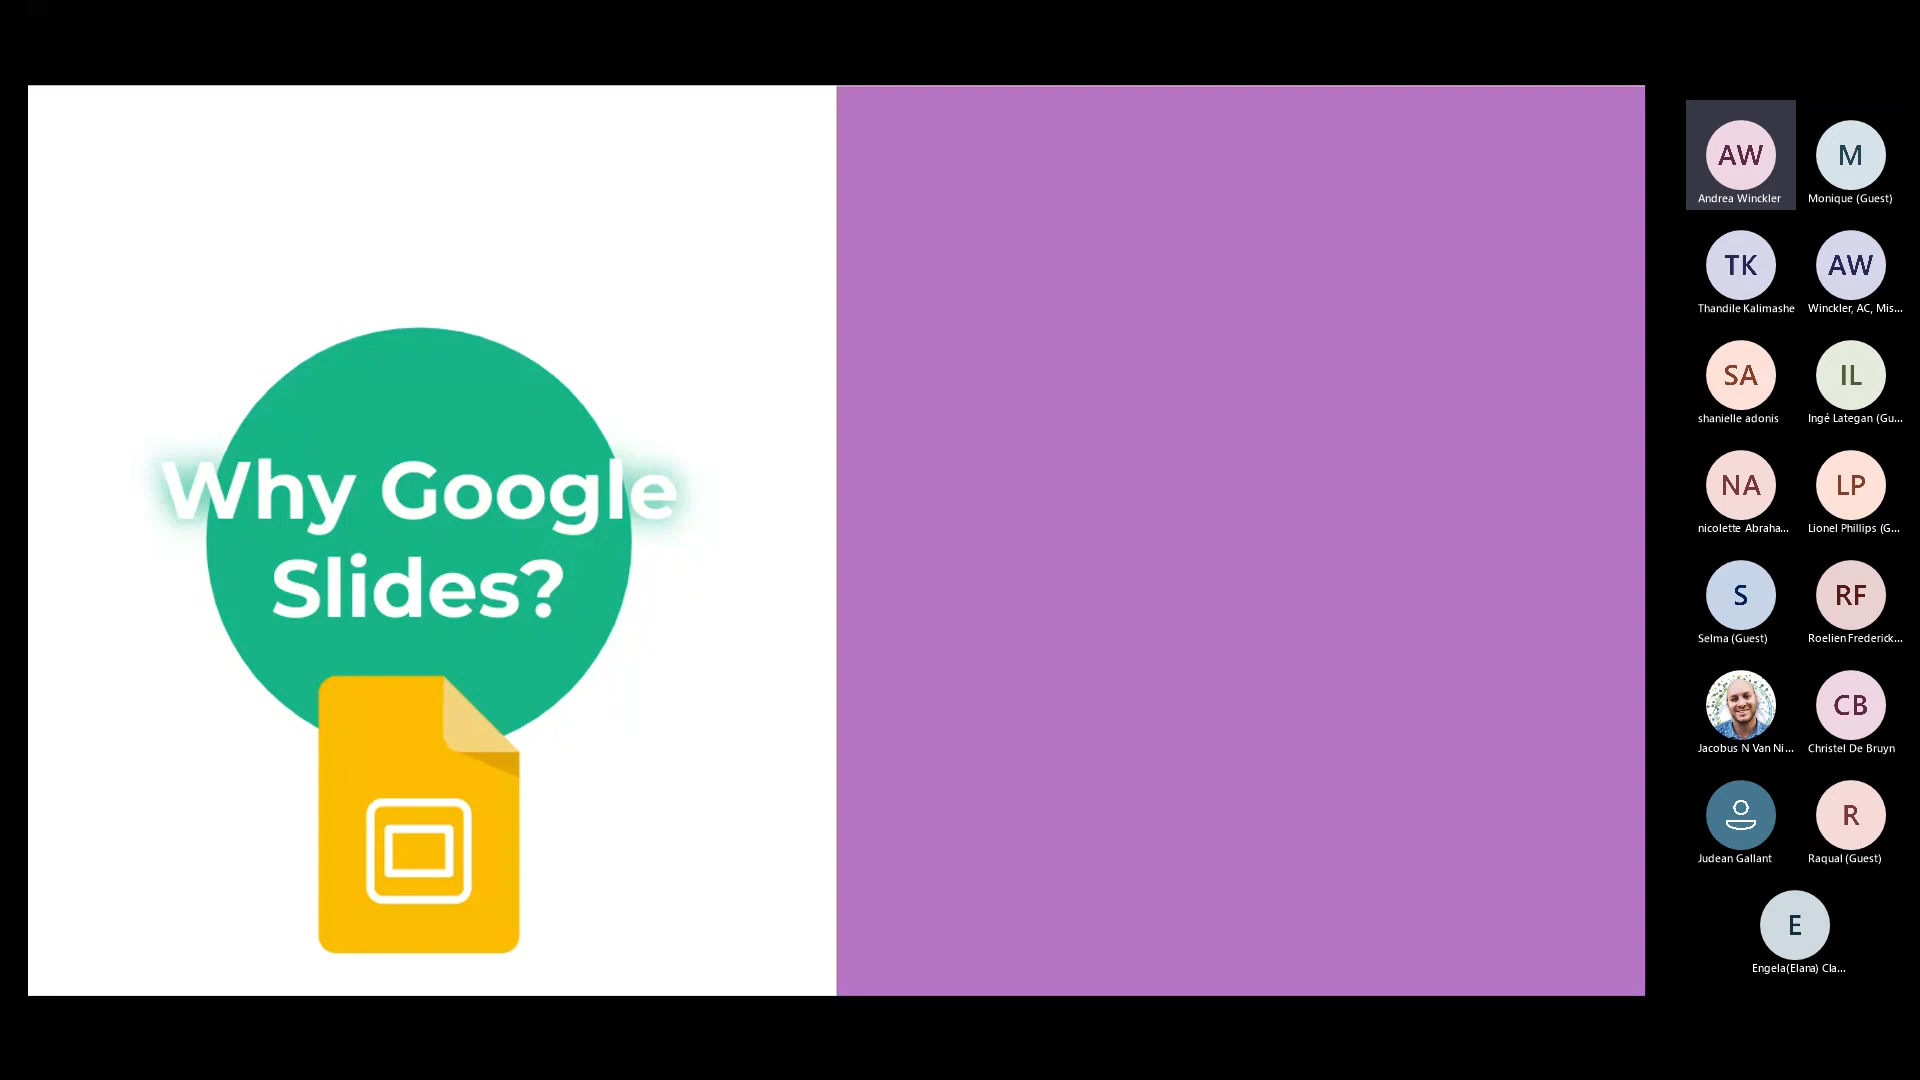 Why Google
Slides?
AW
Andrea Winckler
M
Monique (Guest)
TK
Thandile Kalimashe
AW
Winckler, AC, Mis...
SA
shanielle adonis
IL
Ingé Lategan (Gu...
NA
nicolette Abraha...
LP
Lionel Phillips (G...
S
Selma (Guest)
RF
Roelien Frederick...
Jacobus N Van Ni...
CB
Christel De Bruyn
Judean Gallant
R
Raqual (Guest)
E
Engela(Elana) Cla...